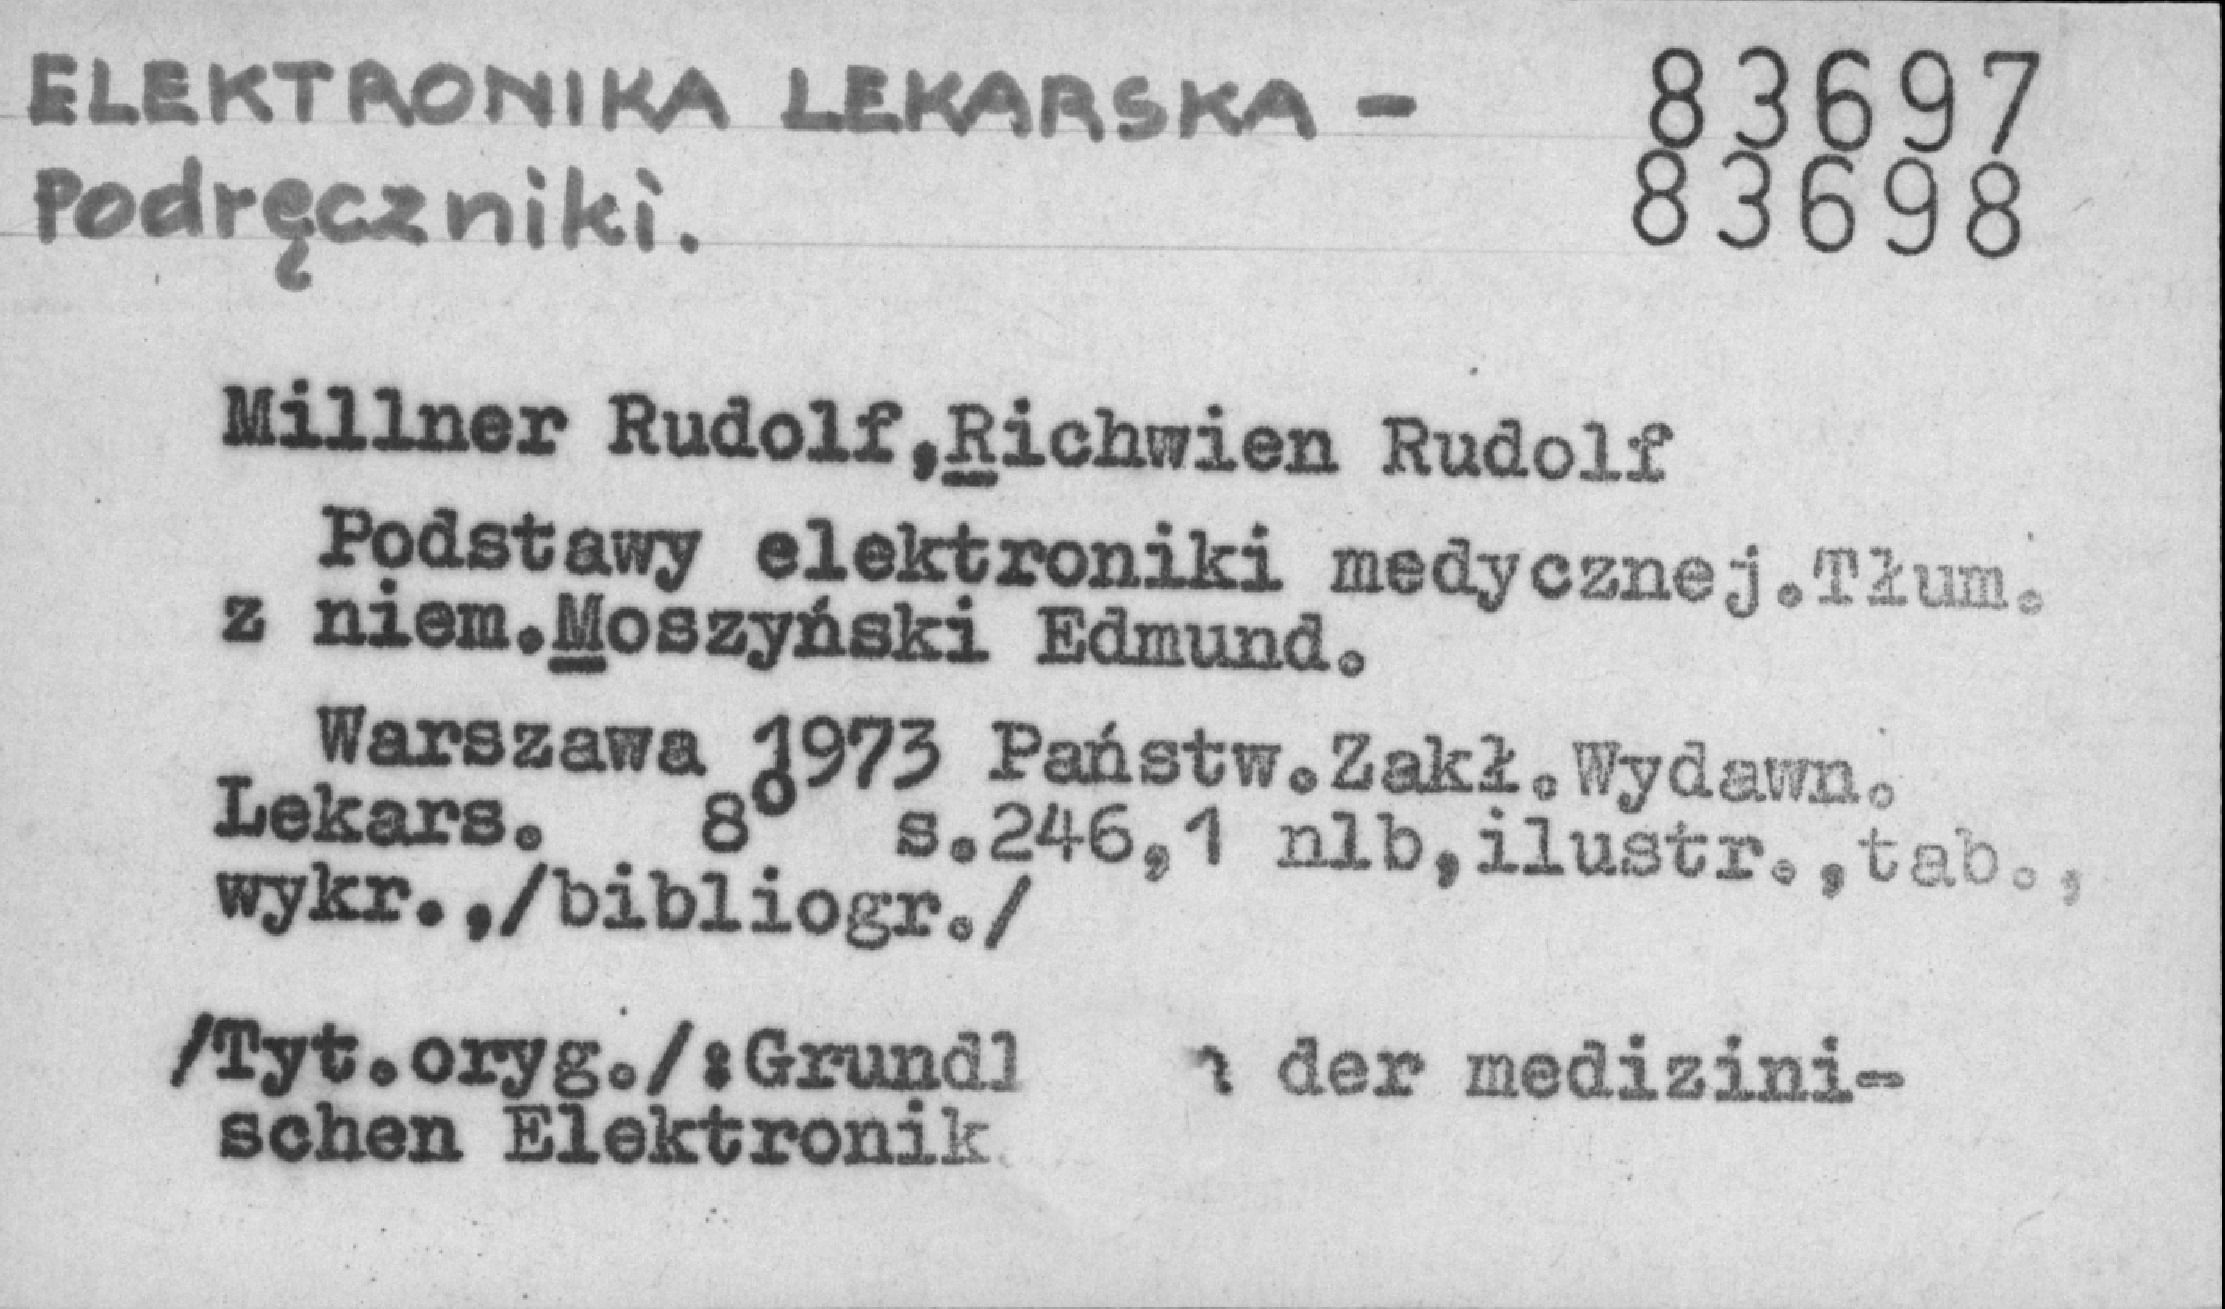 ELEKTRONIKA LEKARSKA -
Podręczniki.
83697
83698
Millner Rudolf,Richwien Rudolf
Podstawy elektroniki medycznej.Tłum.
z niem.Moszyński Edmund.
Warszawa 1973 Państw.Zakł.Wydawn.
Lekars. 8° s.246,1 nlb,ilustr.,tab.,
wykr.,/bibliogr./
/Tyt.oryg./: der medizini-
schen Elektronik